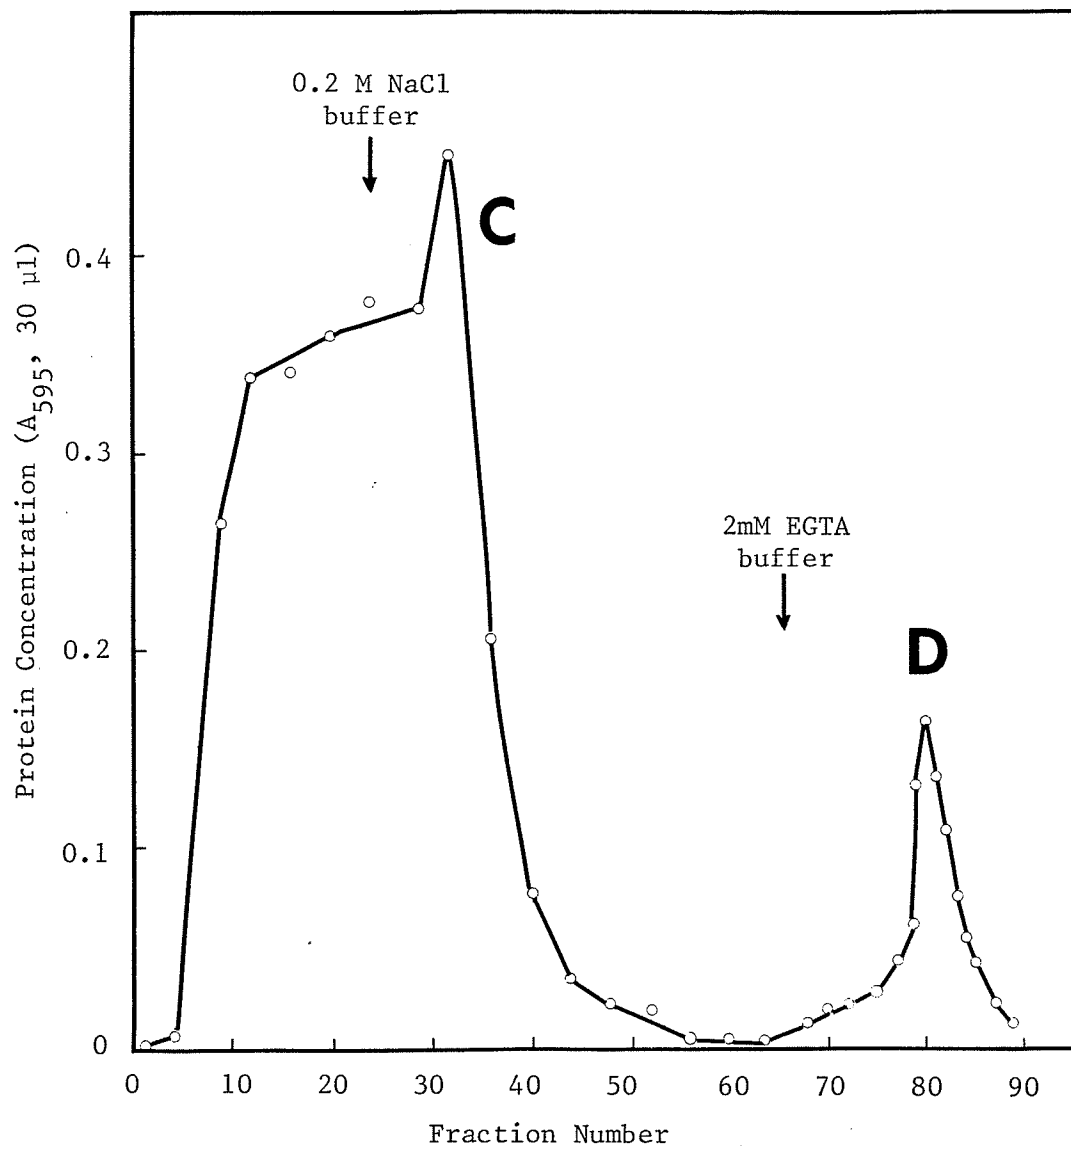 0.2 M NaCl
buffer
C
0.4
0.3
2mM EGTA
buffer
0.2
D
0.1
0
0 10 20 30 40 50 60 70 80 90
Fraction Number
Protein Concentration (A595, 30 µl)